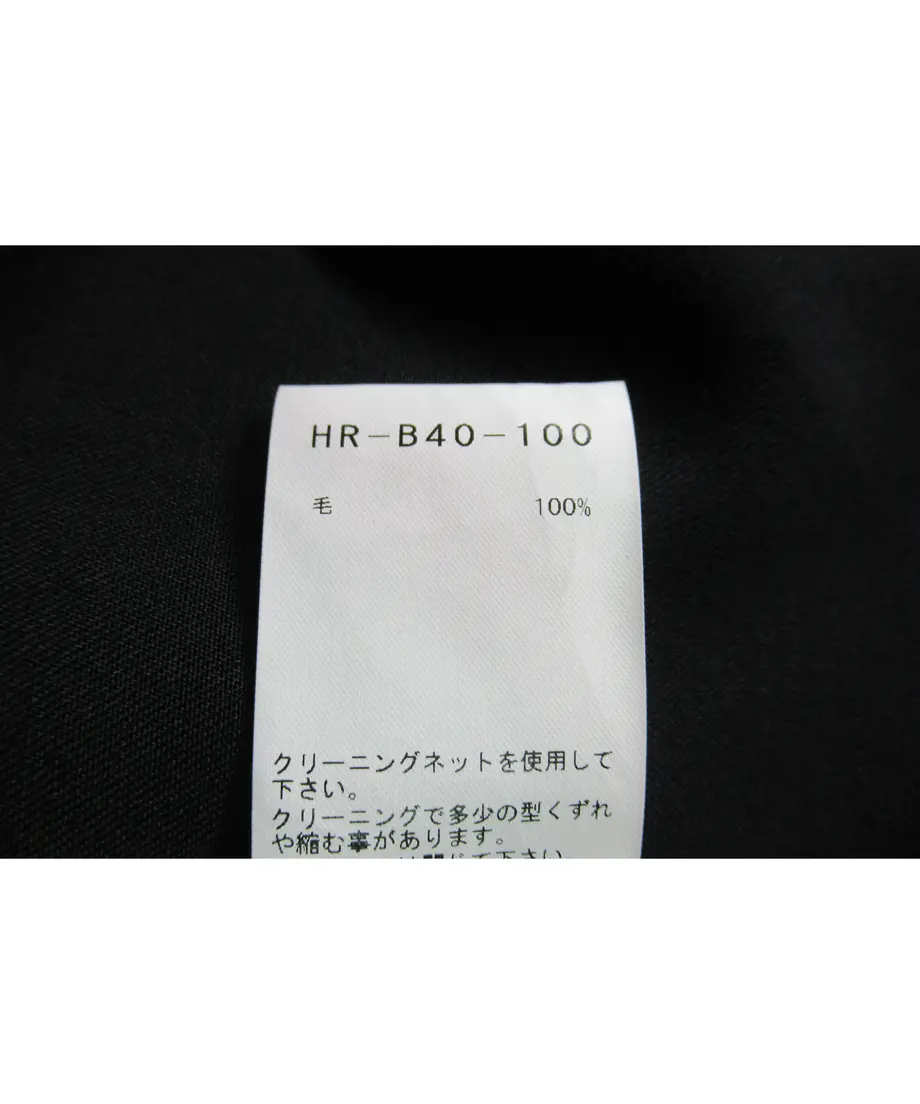 HR-B40-100
毛 100%
クリーニングネットを使用して
下さい。
クリーニングで多少の型くずれ
や縮む事があります。